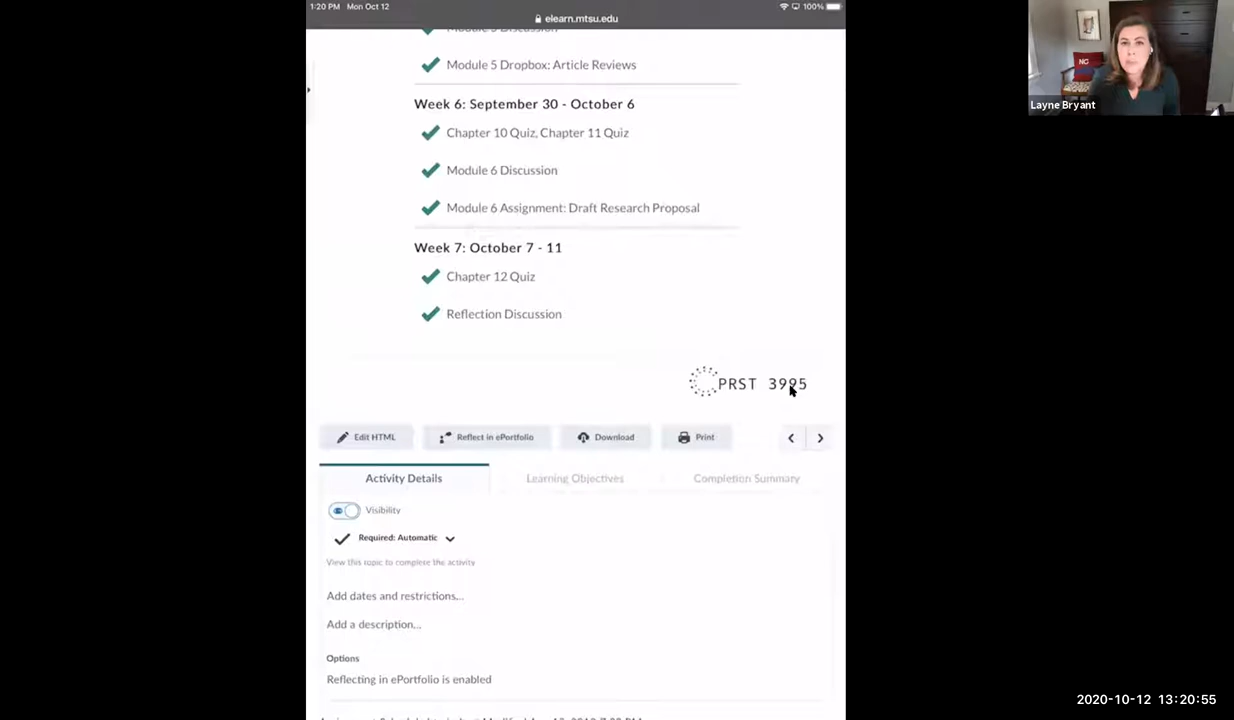 1:20 PM Mon Oct 12
100%
elearn.mtsu.edu
Module 5 Discussion
Module 5 Dropbox: Article Reviews
Week 6: September 30 - October 6
Chapter 10 Quiz, Chapter 11 Quiz
Module 6 Discussion
Module 6 Assignment: Draft Research Proposal
Week 7: October 7 - 11
Chapter 12 Quiz
Reflection Discussion
PRST 3995
Edit HTML
Reflect in ePortfolio
Download
Print
Activity Details
Learning Objectives
Completion Summary
Visibility
Required: Automatic
View this topic to complete the activity
Add dates and restrictions...
Add a description...
Options
Reflecting in ePortfolio is enabled
NG
Layne Bryant
2020-10-12 13:20:55